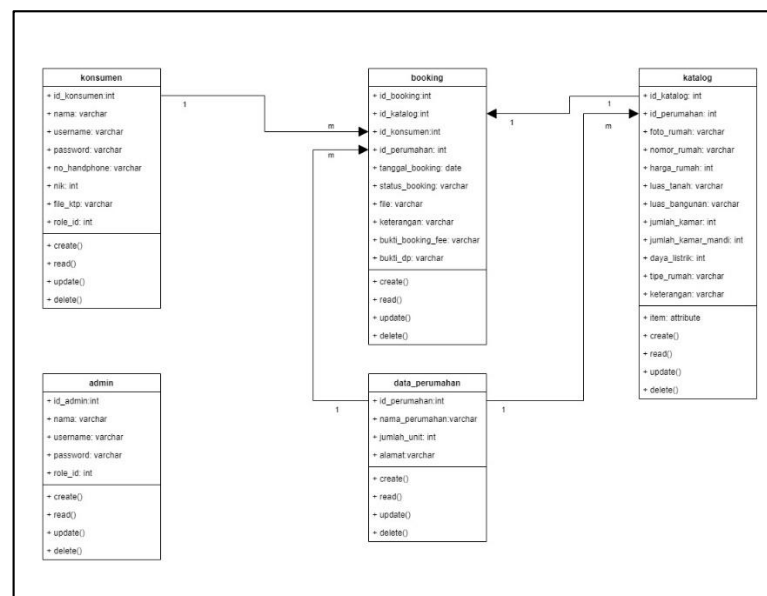 konsumen
+ id_konsumen:int
+ nama: varchar
+ username: varchar
+ password: varchar
+ no_handphone: varchar
+ nik: int
+ file_ktp: varchar
+ role_id: int
+ create()
+ read()
+ update()
+ delete()
1
m
booking
+ id_booking:int
+ id_katalog:int
+ id_konsumen:int
+ id_perumahan: int
+ tanggal_booking: date
+ status_booking: varchar
+ file: varchar
+ keterangan: varchar
+ bukti_booking_fee: varchar
+ bukti_dp: varchar
+ create()
+ read()
+ update()
+ delete()
m
1
1
1
m
katalog
+ id_katalog: int
+ id_perumahan: int
+ foto_rumah: varchar
+ nomor_rumah: varchar
+ harga_rumah: int
+ luas_tanah: varchar
+ luas_bangunan: varchar
+ jumlah_kamar: int
+ jumlah_kamar_mandi: int
+ daya_listrik: int
+ tipe_rumah: varchar
+ keterangan: varchar
+ item: attribute
+ create()
+ read()
+ update()
+ delete()
admin
+ id_admin:int
+ nama: varchar
+ username: varchar
+ password: varchar
+ role_id: int
+ create()
+ read()
+ update()
+ delete()
data_perumahan
+ id_perumahan:int
+ nama_perumahan:varchar
+ jumlah_unit: int
+ alamat:varchar
+ create()
+ read()
+ update()
+ delete()
1